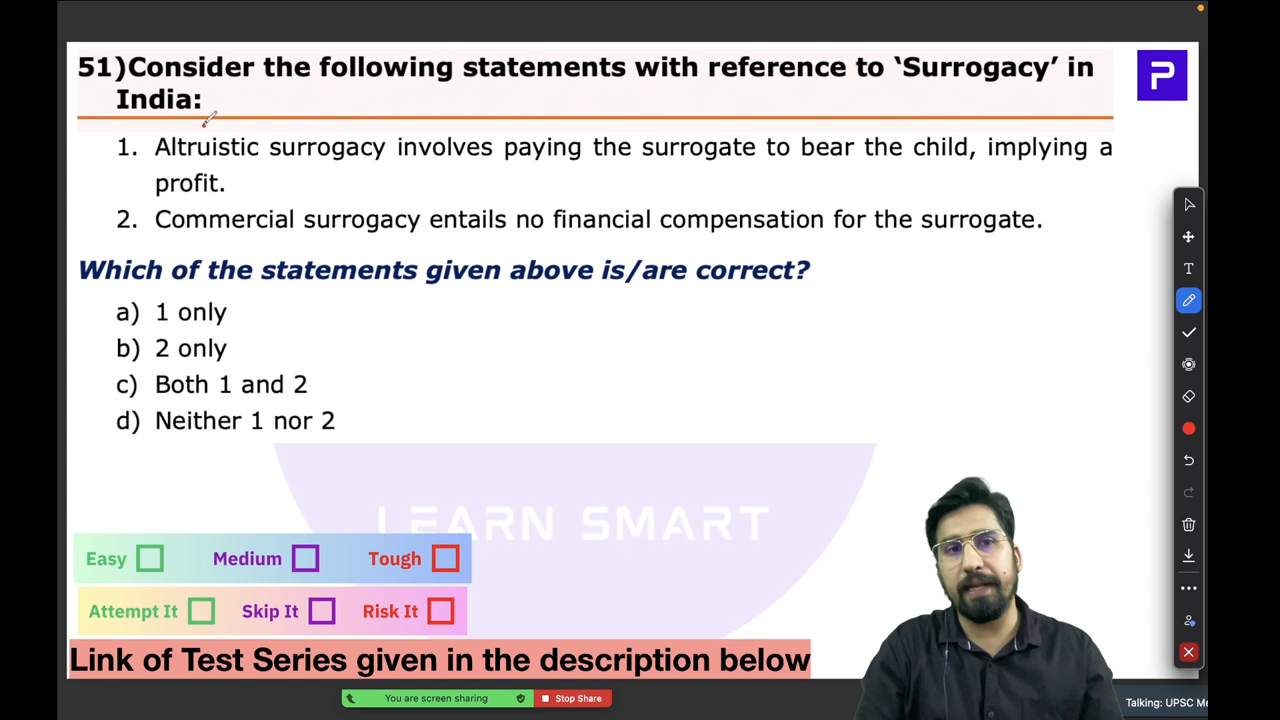 51)Consider the following statements with reference to ‘Surrogacy’ in
India:
1. Altruistic surrogacy involves paying the surrogate to bear the child, implying a
profit.
2. Commercial surrogacy entails no financial compensation for the surrogate.
Which of the statements given above is/are correct?
a) 1 only
b) 2 only
c) Both 1 and 2
d) Neither 1 nor 2
LEARN SMART
Easy Medium Tough
Attempt It Skip It Risk It
Link of Test Series given in the description below
You are screen sharing Stop Share
Talking: UPSC Me